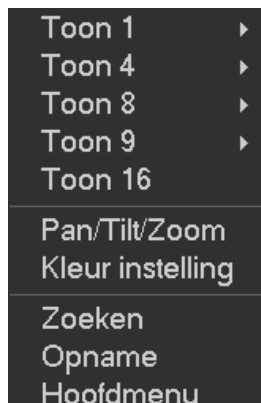 Toon 1
Toon 4
Toon 8
Toon 9
Toon 16
Pan/Tilt/Zoom
Kleur instelling
Zoeken
Opname
Hoofdmenu